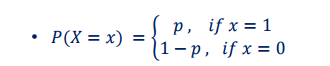 • P(X = x) = { p, if x = 1
1 − p, if x = 0